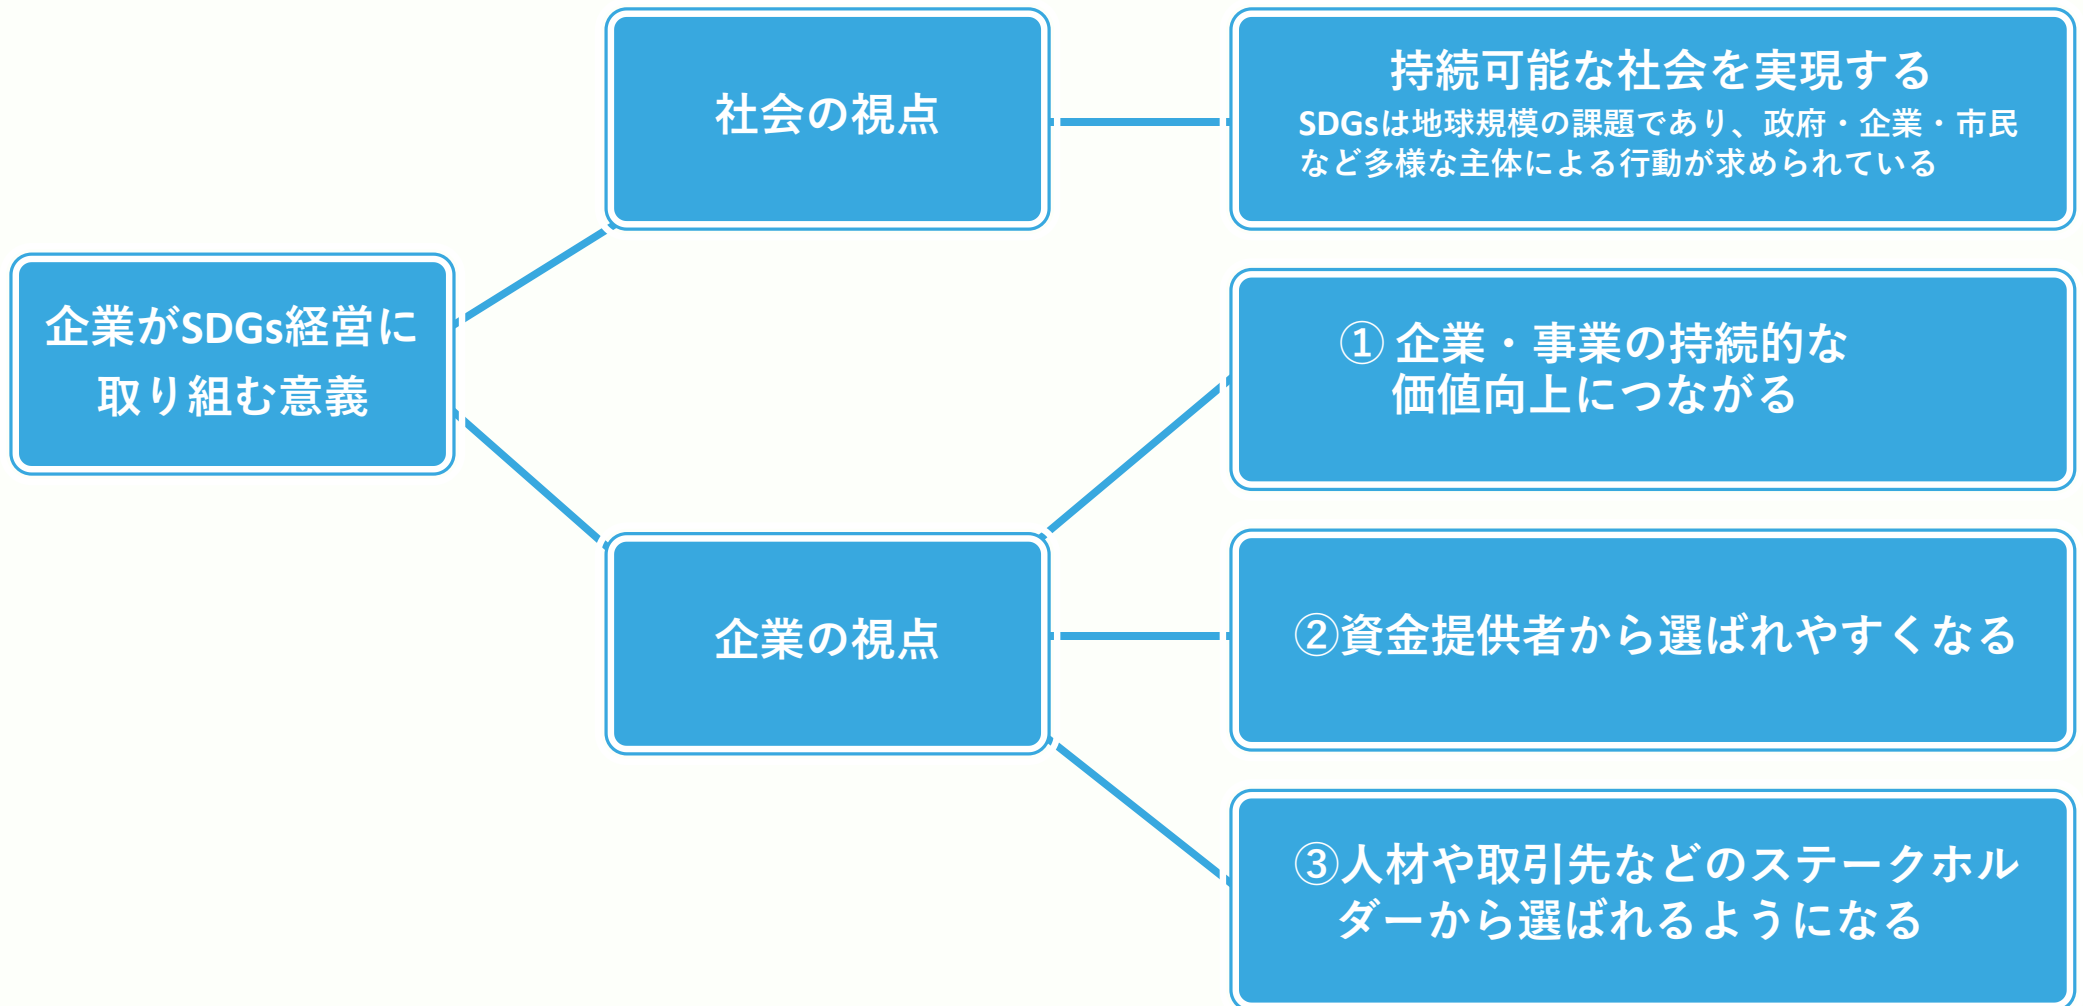 企業がSDGs経営に
取り組む意義
社会の視点
持続可能な社会を実現する
SDGsは地球規模の課題であり、政府・企業・市民
など多様な主体による行動が求められている
企業の視点
① 企業・事業の持続的な
価値向上につながる
②資金提供者から選ばれやすくなる
③人材や取引先などのステークホル
ダーから選ばれるようになる